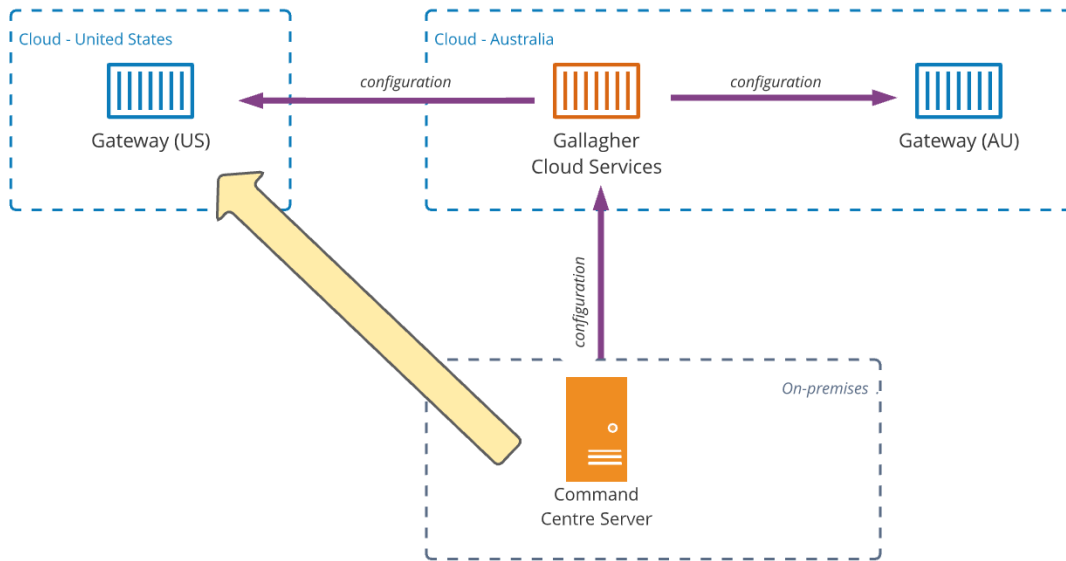 Cloud - United States
Cloud - Australia
configuration
configuration
Gateway (US)
Gallagher
Cloud Services
Gateway (AU)
configuration
On-premises
Command
Centre Server